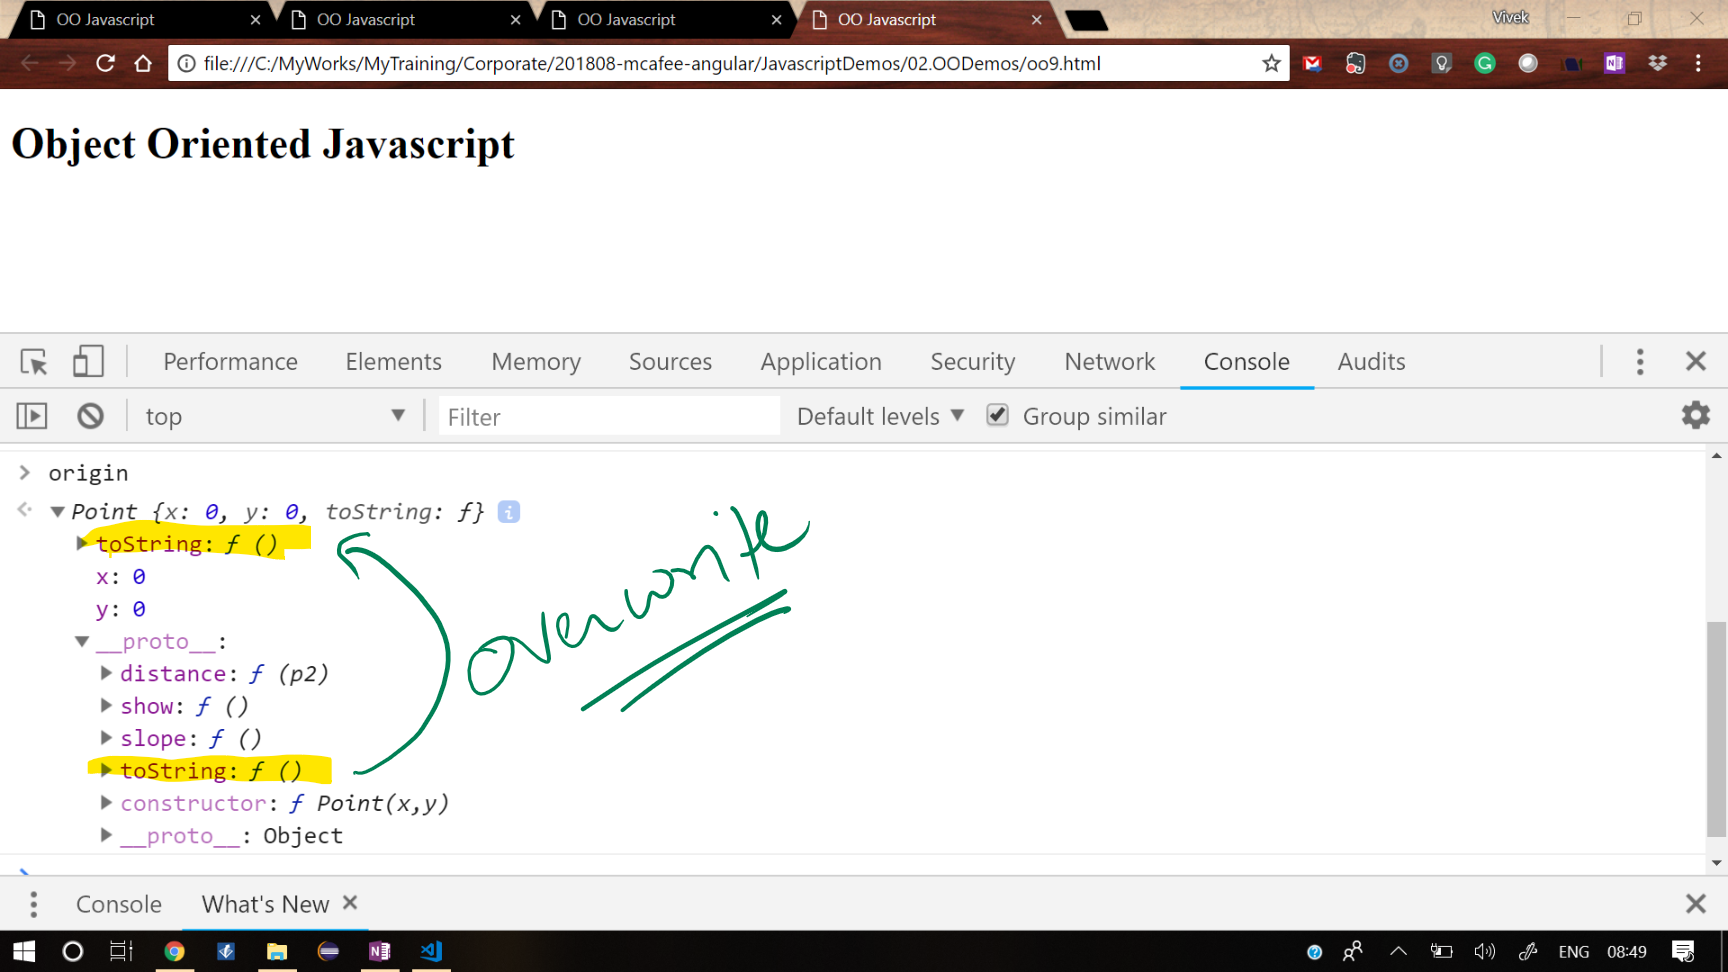 OO Javascript OO Javascript OO Javascript OO Javascript Vivek
file:///C:/MyWorks/MyTraining/Corporate/201808-mcafee-angular/JavascriptDemos/02.OODemos/oo9.html
Object Oriented Javascript
Performance Elements Memory Sources Application Security Network Console Audits
top Filter Default levels Group similar
origin
Point {x: 0, y: 0, toString: ƒ}
toString: ƒ ()
x: 0
y: 0
overwrite
__proto__:
distance: ƒ (p2)
show: ƒ ()
slope: ƒ ()
toString: ƒ ()
constructor: ƒ Point(x,y)
__proto__: Object
Console What's New
ENG 08:49